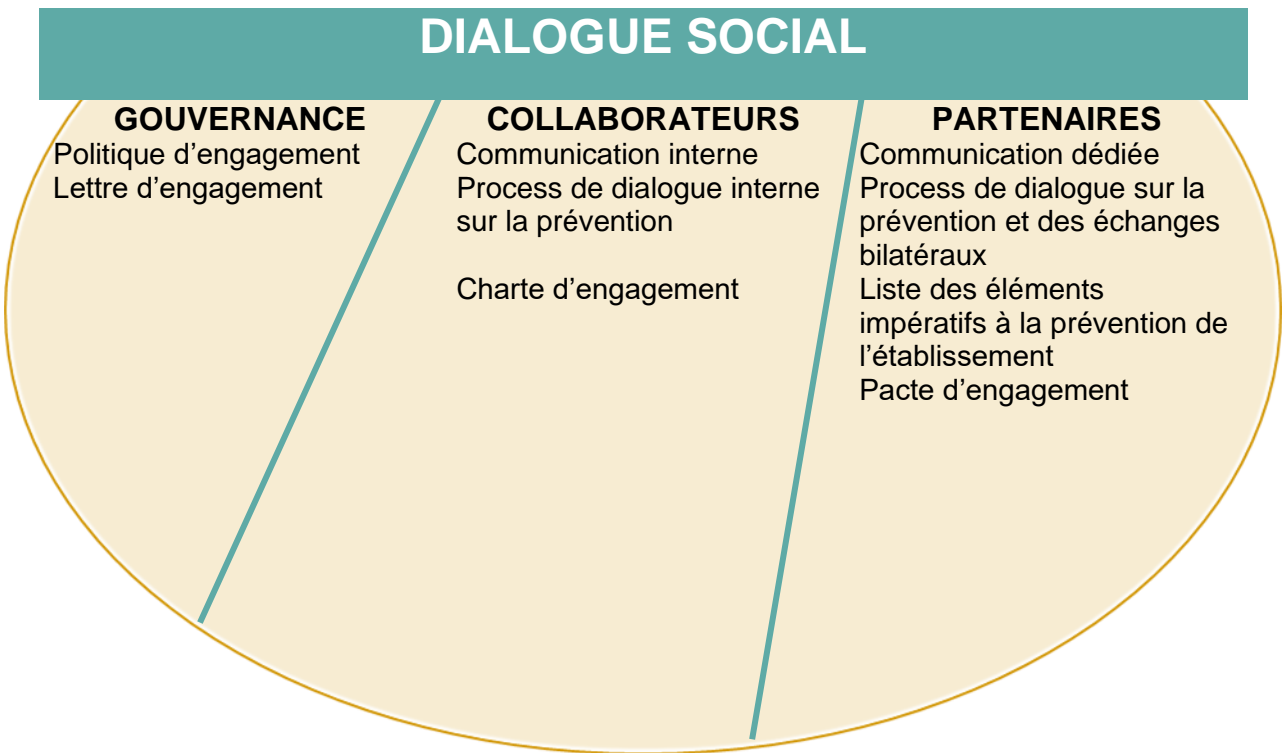 DIALOGUE SOCIAL
GOUVERNANCE
Politique d’engagement
Lettre d’engagement
COLLABORATEURS
Communication interne
Process de dialogue interne
sur la prévention
Charte d’engagement
PARTENAIRES
Communication dédiée
Process de dialogue sur la
prévention et des échanges
bilatéraux
Liste des éléments
impératifs à la prévention de
l’établissement
Pacte d’engagement